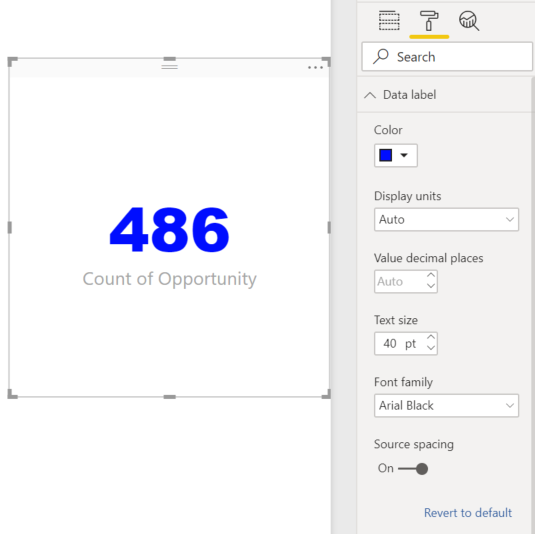 486
Count of Opportunity
Search
Data label
Color
Display units
Auto
Value decimal places
Auto
Text size
40 pt
Font family
Arial Black
Source spacing
On
Revert to default